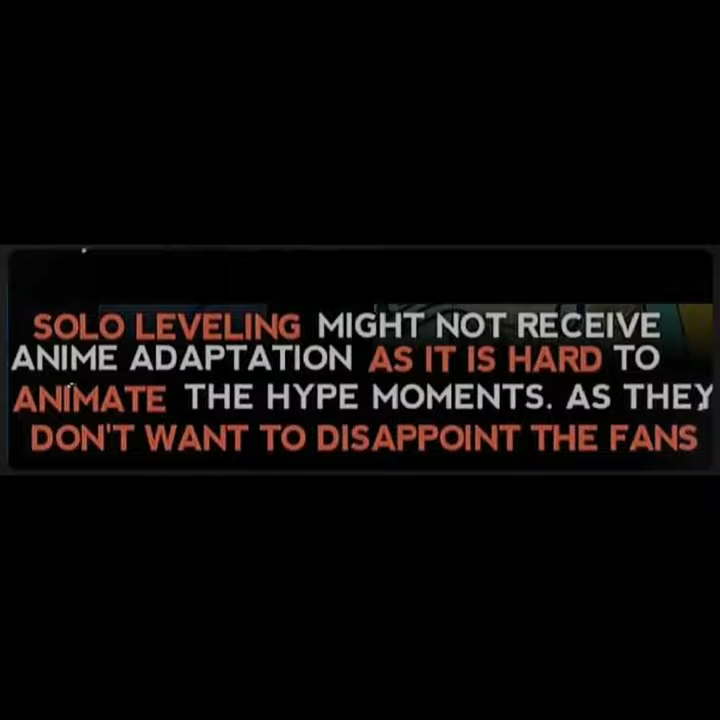 SOLO LEVELING MIGHT NOT RECEIVE
ANIME ADAPTATION AS IT IS HARD TO
ANIMATE THE HYPE MOMENTS. AS THEY
DON'T WANT TO DISAPPOINT THE FANS